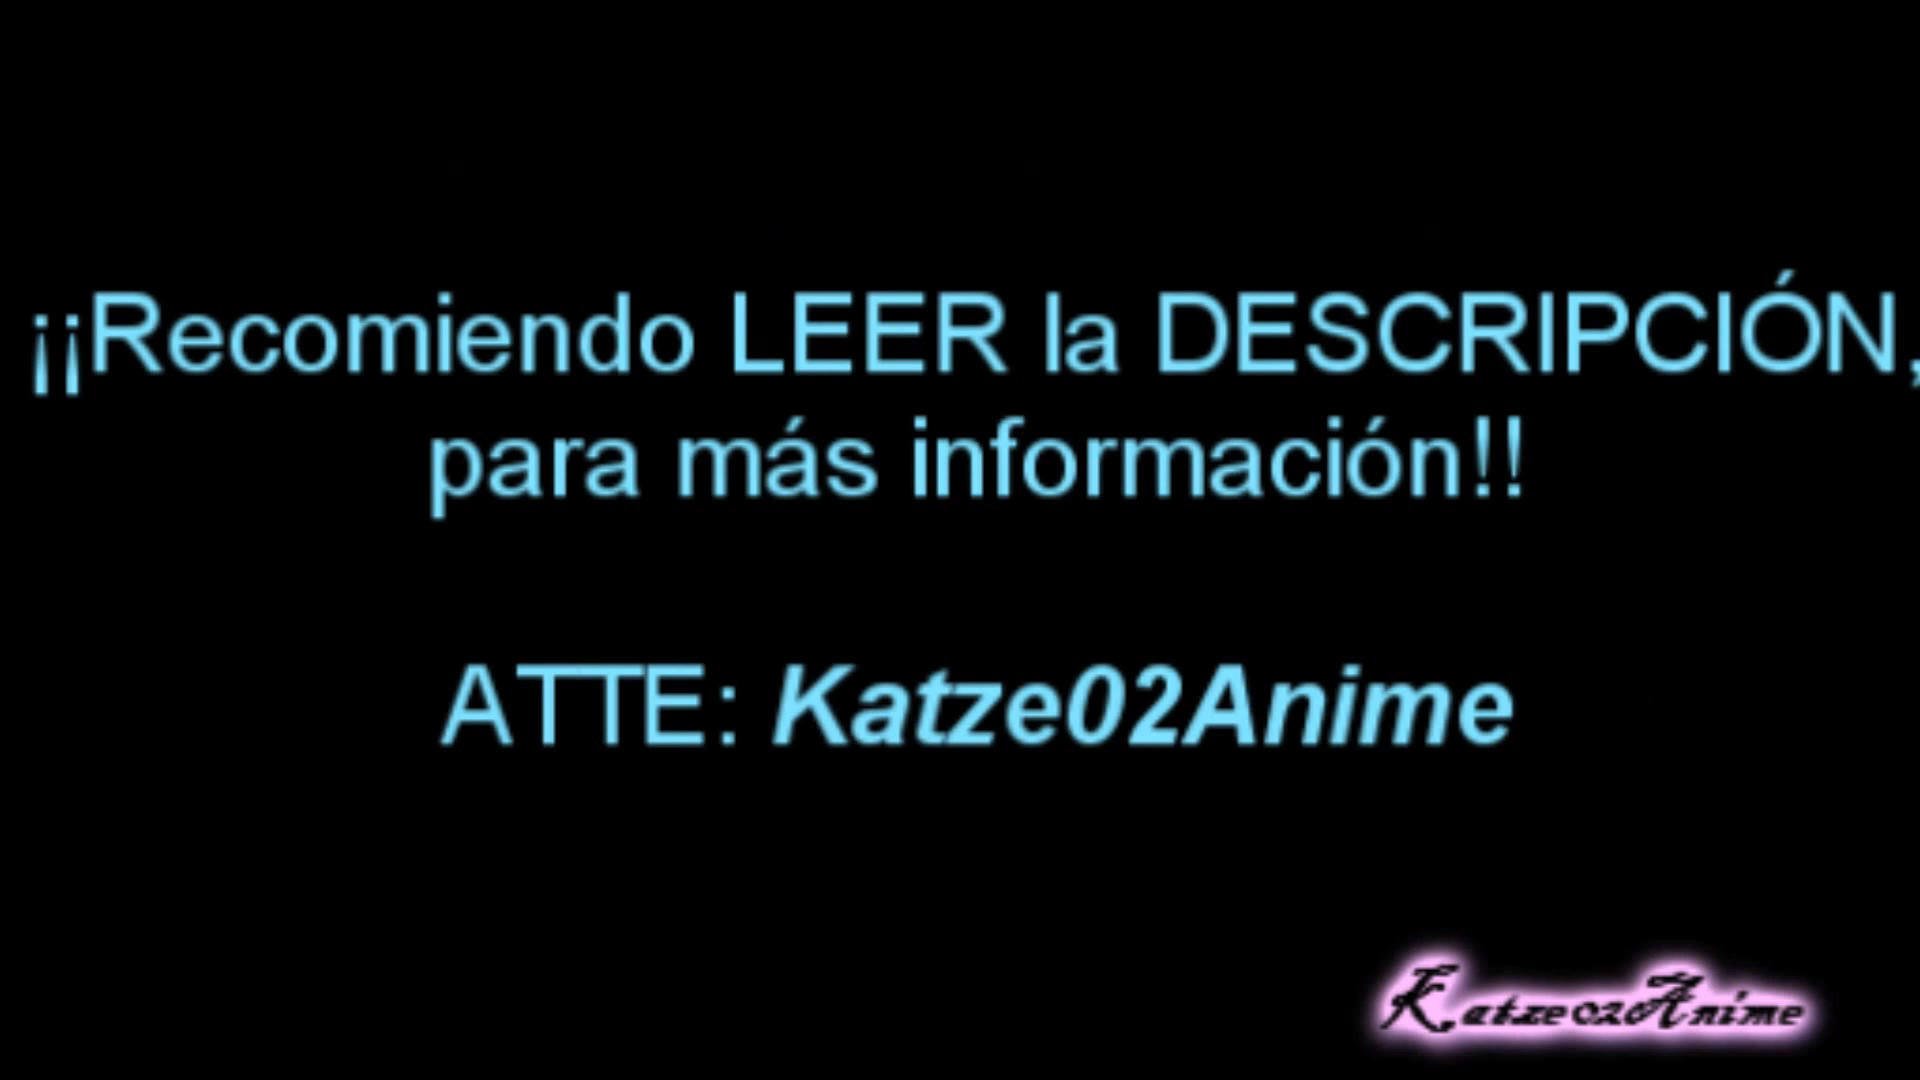 ¡¡Recomiendo LEER la DESCRIPCIÓN,
para más información!!
ATTE: Katze02Anime
Katze02Anime